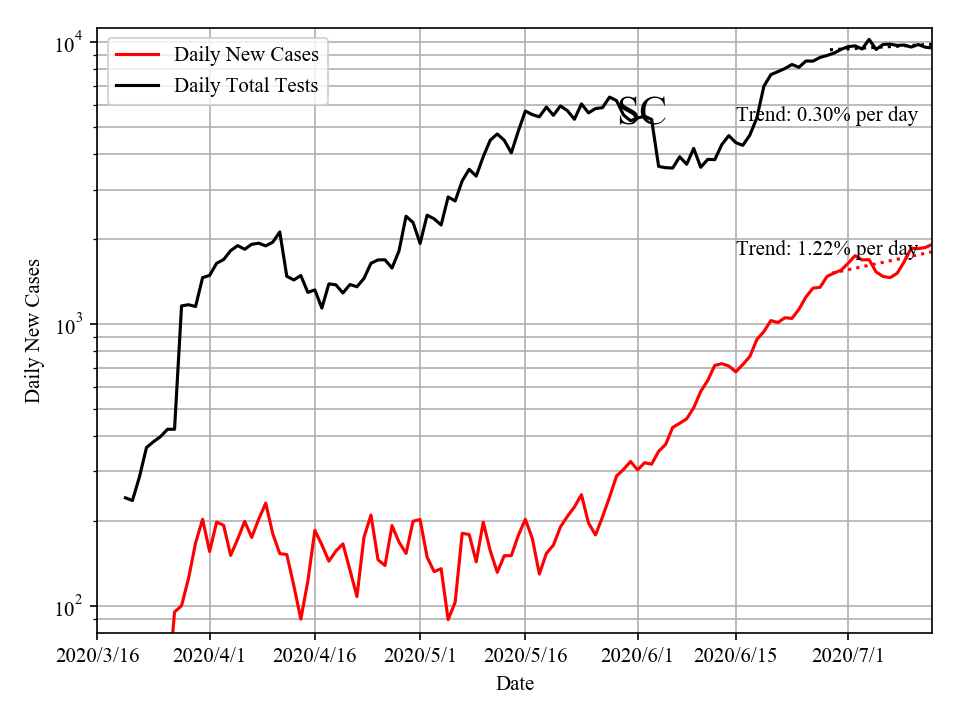 Daily New Cases
Daily Total Tests
SC
Trend: 0.30% per day
Trend: 1.22% per day
Daily New Cases
10^4
10^3
10^2
2020/3/16 2020/4/1 2020/4/16 2020/5/1 2020/5/16 2020/6/1 2020/6/15 2020/7/1
Date